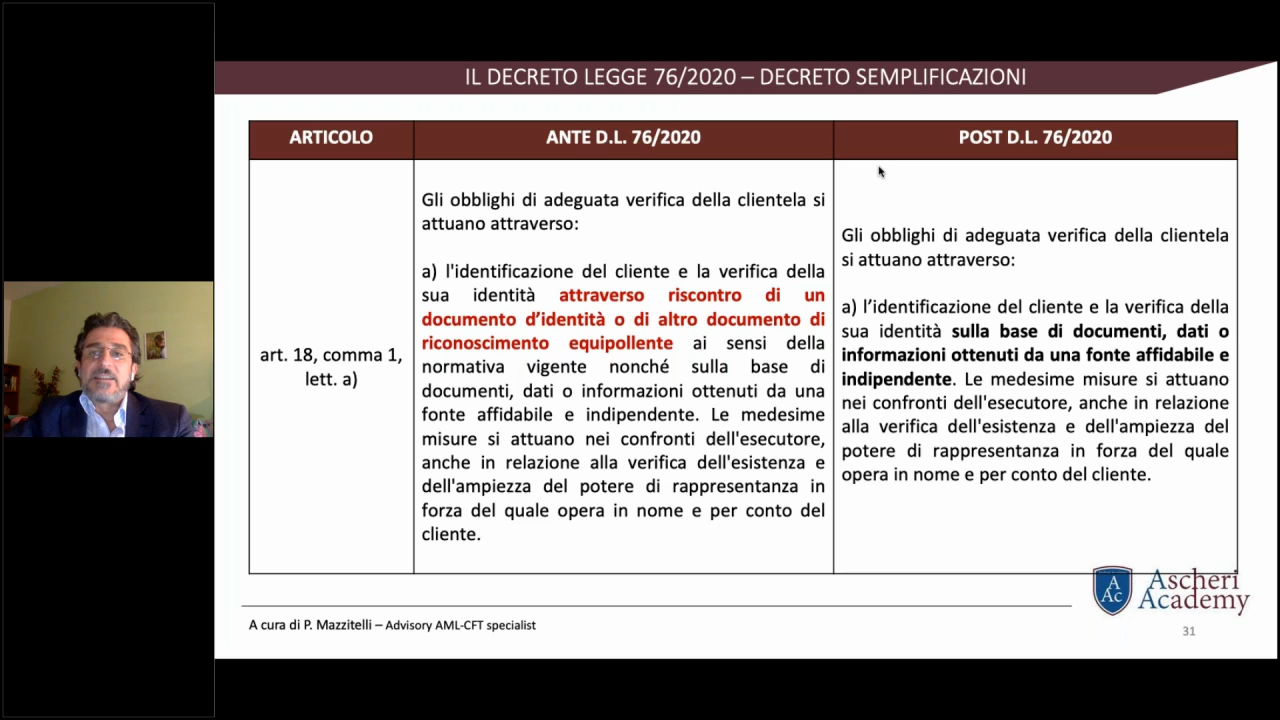 IL DECRETO LEGGE 76/2020 – DECRETO SEMPLIFICAZIONI
ARTICOLO
ANTE D.L. 76/2020
POST D.L. 76/2020
art. 18, comma 1,
lett. a)
Gli obblighi di adeguata verifica della clientela si
attuano attraverso:
a) l'identificazione del cliente e la verifica della
sua identità attraverso riscontro di un
documento d'identità o di altro documento di
riconoscimento equipollente ai sensi della
normativa vigente nonché sulla base di
documenti, dati o informazioni ottenuti da una
fonte affidabile e indipendente. Le medesime
misure si attuano nei confronti dell'esecutore,
anche in relazione alla verifica dell'esistenza e
dell'ampiezza del potere di rappresentanza in
forza del quale opera in nome e per conto del
cliente.
Gli obblighi di adeguata verifica della clientela
si attuano attraverso:
a) l'identificazione del cliente e la verifica della
sua identità sulla base di documenti, dati o
informazioni ottenuti da una fonte affidabile e
indipendente. Le medesime misure si attuano
nei confronti dell'esecutore, anche in relazione
alla verifica dell'esistenza e dell'ampiezza del
potere di rappresentanza in forza del quale
opera in nome e per conto del cliente.
A cura di P. Mazzitelli – Advisory AML-CFT specialist
A
Ac
Ascheri
Academy
31